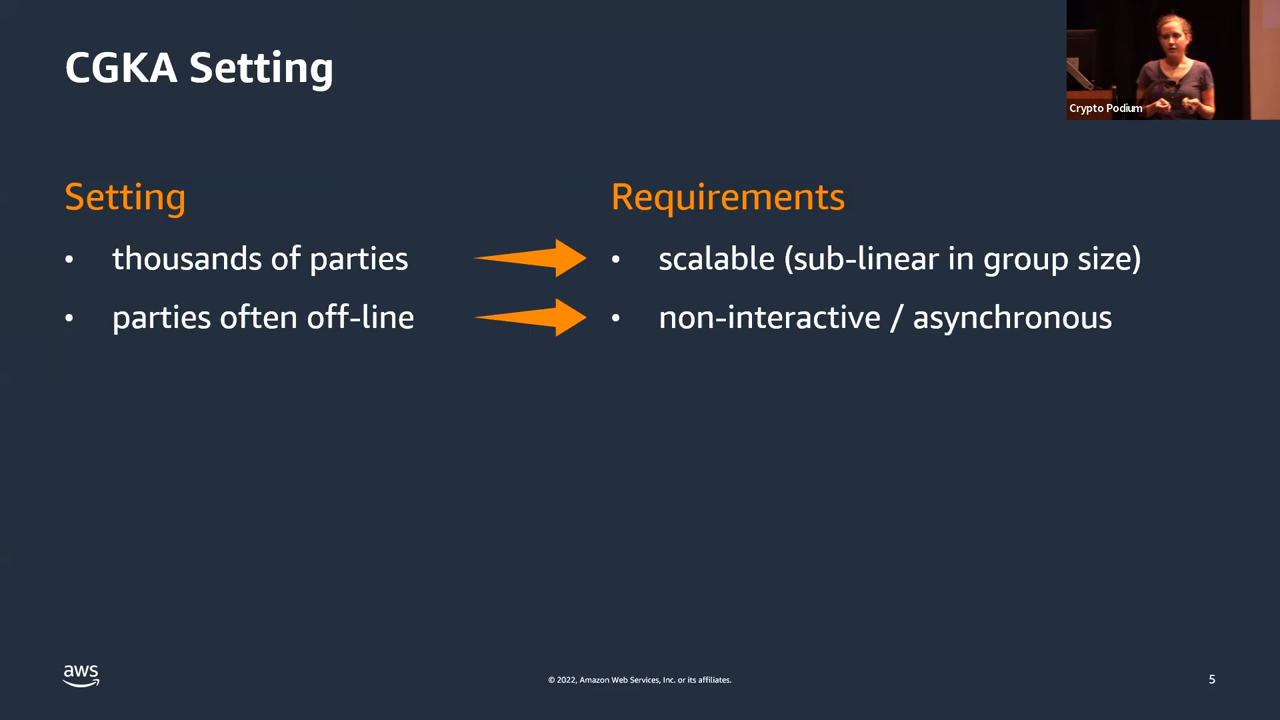 CGKA Setting
Crypto Podium
Setting
Requirements
• thousands of parties
• scalable (sub-linear in group size)
• parties often off-line
• non-interactive / asynchronous
aws
© 2022, Amazon Web Services, Inc. or its affiliates.
5